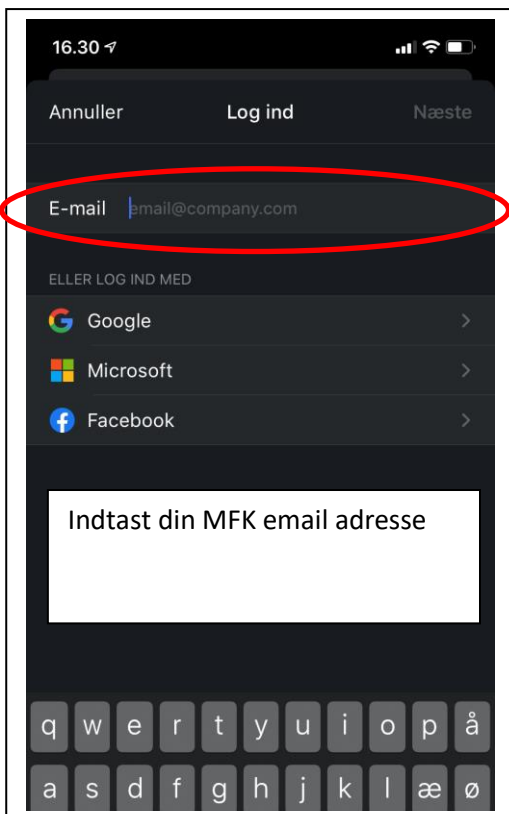 16.30
Annuller Log ind Næste
E-mail email@company.com
ELLER LOG IND MED
Google
Microsoft
Facebook
Indtast din MFK email adresse
q w e r t y u i o p å
a s d f g h j k l æ ø